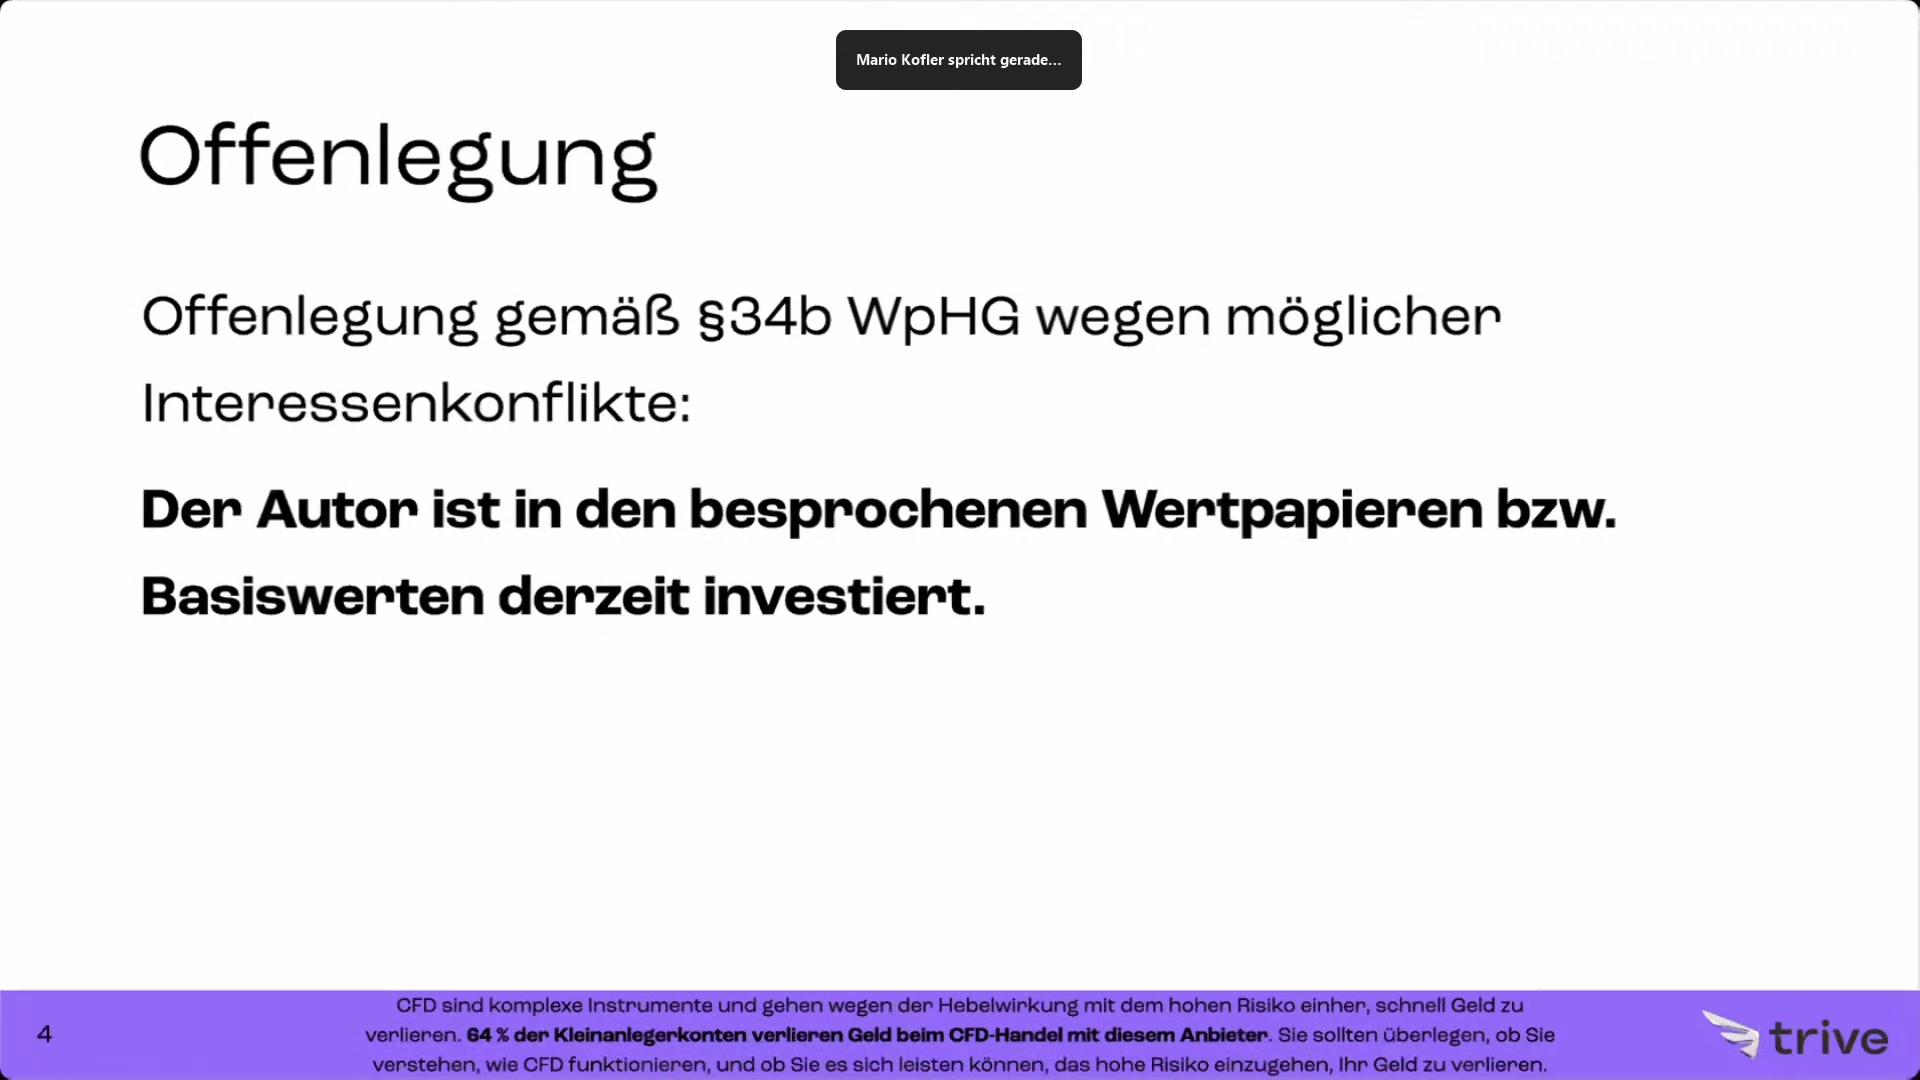 Mario Kofler spricht gerade...
Offenlegung
Offenlegung gemäß §34b WpHG wegen möglicher
Interessenkonflikte:
Der Autor ist in den besprochenen Wertpapieren bzw.
Basiswerten derzeit investiert.
CFD sind komplexe Instrumente und gehen wegen der Hebelwirkung mit dem hohen Risiko einher, schnell Geld zu
verlieren. 64 % der Kleinanlegerkonten verlieren Geld beim CFD-Handel mit diesem Anbieter. Sie sollten überlegen, ob Sie
verstehen, wie CFD funktionieren, und ob Sie es sich leisten können, das hohe Risiko einzugehen, Ihr Geld zu verlieren.
4
trive